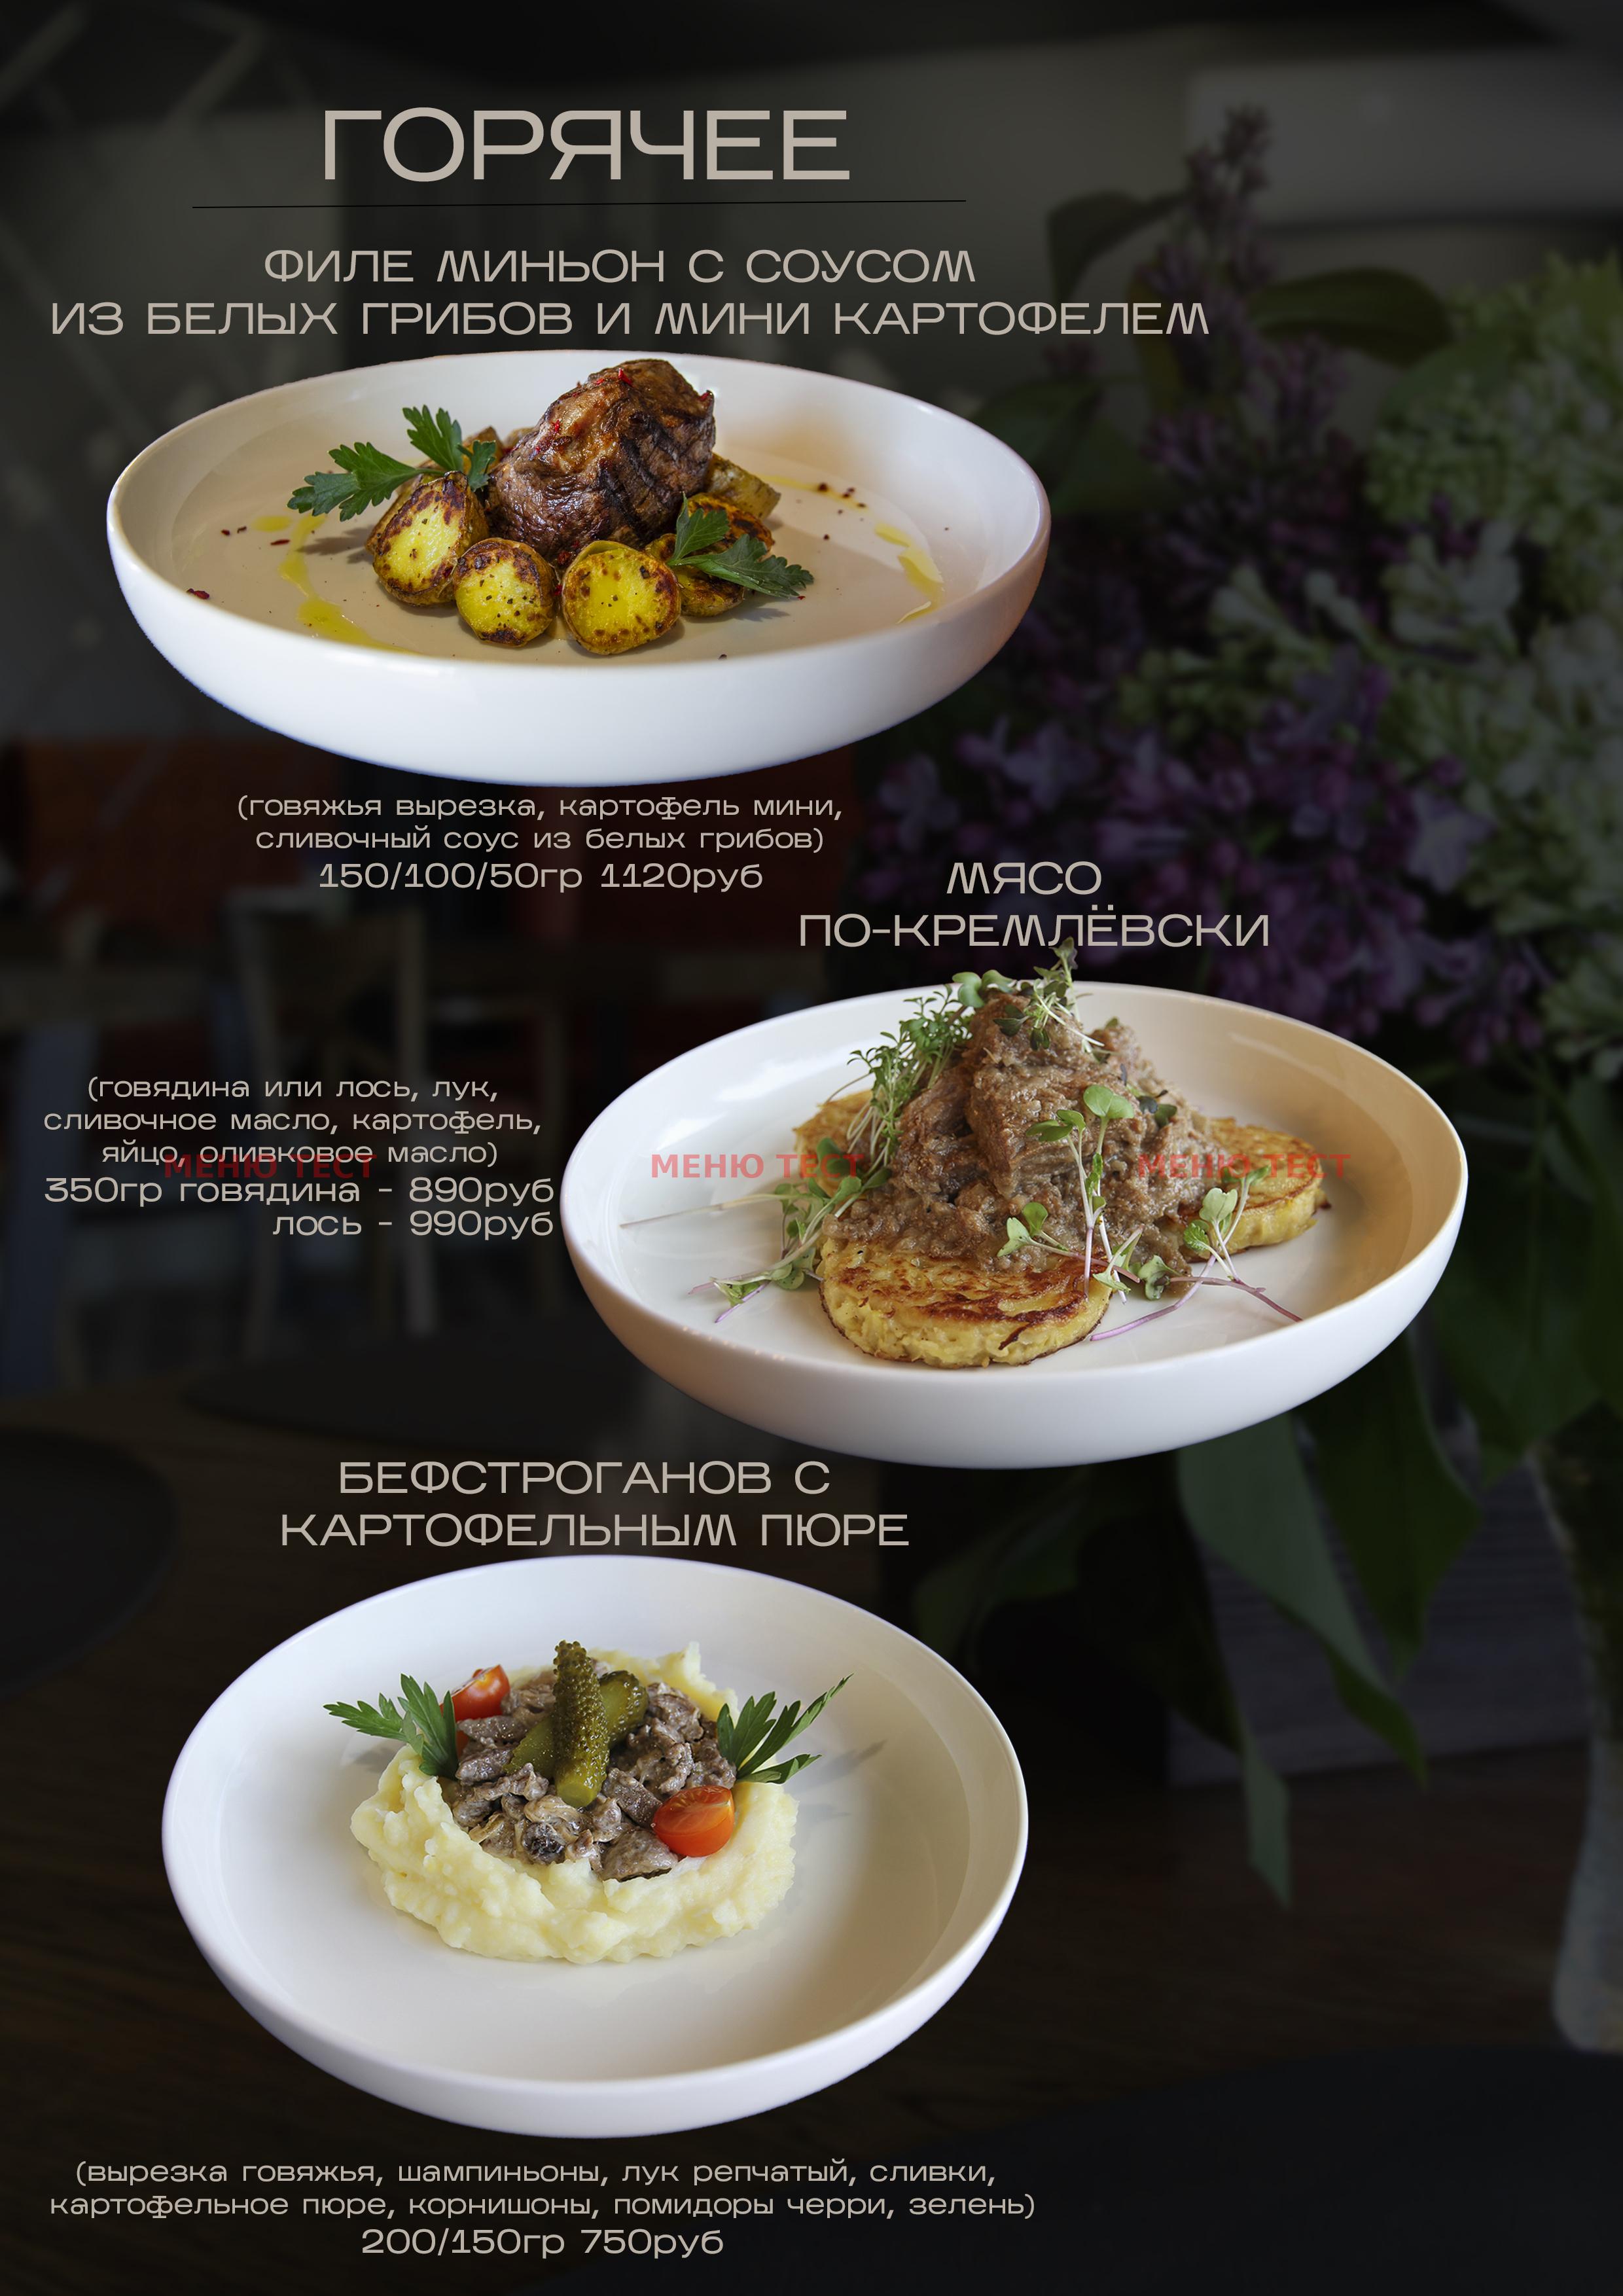 ГОРЯЧЕЕ
ФИЛЕ МИНЬОН С СОУСОМ
ИЗ БЕЛЫХ ГРИБОВ И МИНИ КАРТОФЕЛЕМ
(говяжья вырезка, картофель мини,
сливочный соус из белых грибов)
150/100/50гр 1120руб
МЯСО
ПО-КРЕМЛЁВСКИ
(говядина или лось, лук,
сливочное масло, картофель,
яйцо, оливковое масло)
МЕНЮ ТЕСТ МЕНЮ ТЕСТ МЕНЮ ТЕСТ
350гр говядина - 890руб
лось - 990руб
БЕФСТРОГАНОВ С
КАРТОФЕЛЬНЫМ ПЮРЕ
(вырезка говяжья, шампиньоны, лук репчатый, сливки,
картофельное пюре, корнишоны, помидоры черри, зелень)
200/150гр 750руб